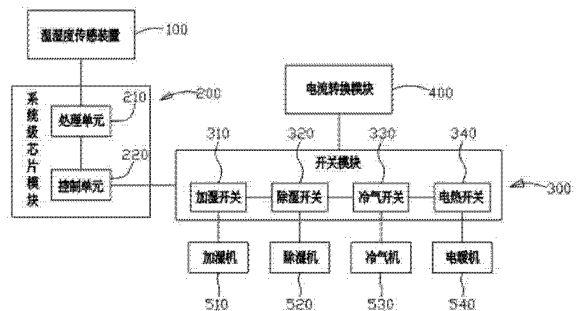 温湿度传感装置
100
系统级芯片模块
200
处理单元
210
控制单元
220
电流转换模块
400
310
320
330
340
开关模块
300
加湿开关
除湿开关
冷气开关
电热开关
加湿机
除湿机
冷气机
电暖机
510
520
530
540